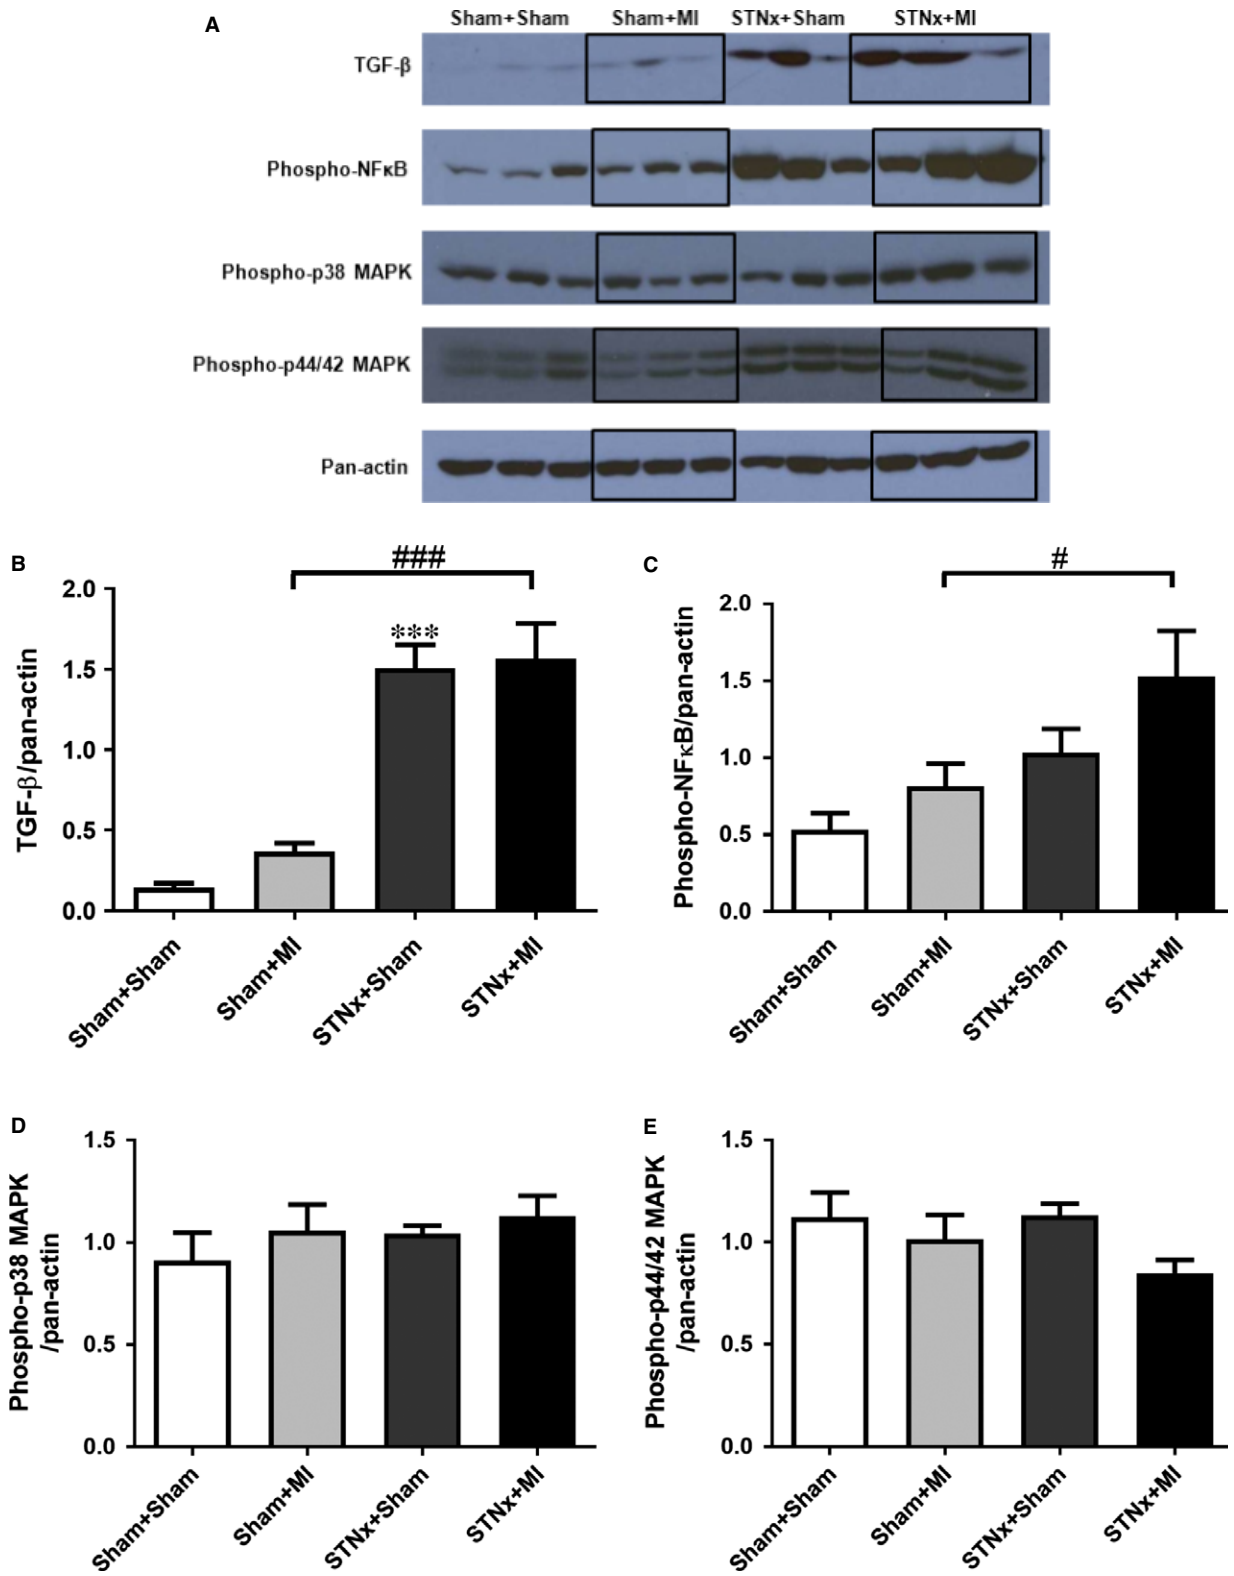 A
Sham+Sham Sham+MI STNx+Sham STNx+MI
TGF-β
Phospho-NFκB
Phospho-p38 MAPK
Phospho-p44/42 MAPK
Pan-actin
B
###
***
TGF-β/pan-actin
2.0
1.5
1.0
0.5
0.0
Sham+Sham
Sham+MI
STNx+Sham
STNx+MI
C
#
Phospho-NFκB/pan-actin
2.0
1.5
1.0
0.5
0.0
Sham+Sham
Sham+MI
STNx+Sham
STNx+MI
D
Phospho-p38 MAPK
/pan-actin
1.5
1.0
0.5
0.0
Sham+Sham
Sham+MI
STNx+Sham
STNx+MI
E
Phospho-p44/42 MAPK
/pan-actin
1.5
1.0
0.5
0.0
Sham+Sham
Sham+MI
STNx+Sham
STNx+MI